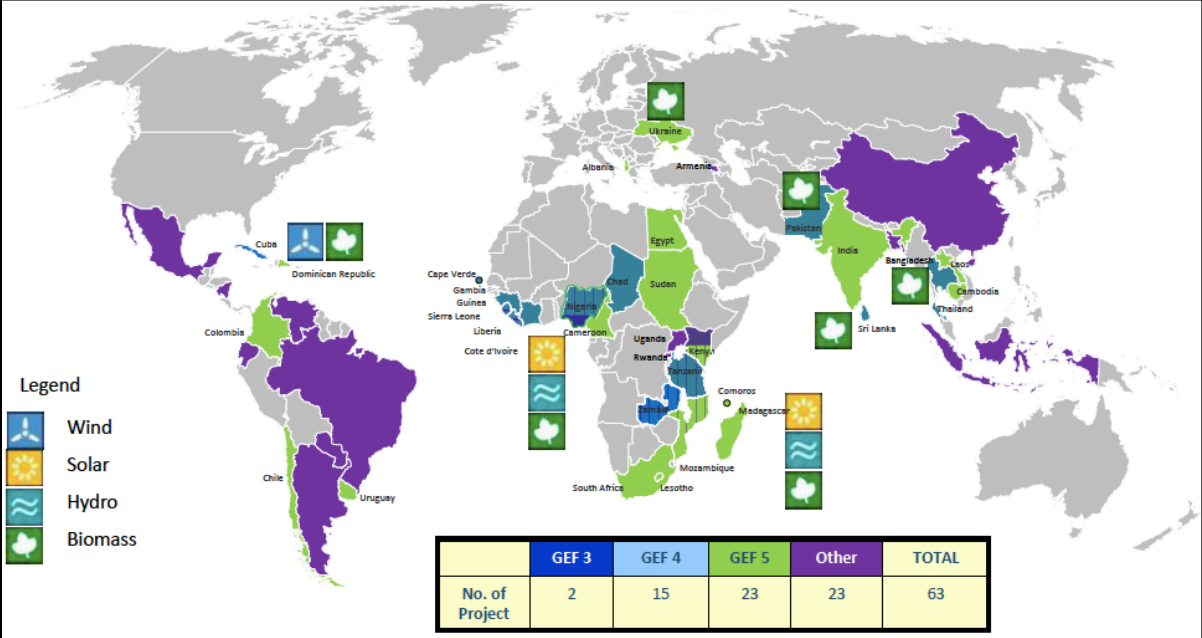 Ukraine
Albania
Armenia
Pakistan
Cuba
Dominican Republic
Egypt
India
Bangladesh
Laos
Cape Verde
Chad
Sudan
Gambia
Cambodia
Guinea
Nigeria
Thailand
Sierra Leone
Sri Lanka
Liberia
Cameroon
Colombia
Uganda
Cote d'Ivoire
Kenya
Rwanda
Tanzania
Legend
Comoros
Zambia
Madagascar
Wind
Solar
Mozambique
Chile
South Africa
Lesotho
Uruguay
Hydro
Biomass
GEF 3 GEF 4 GEF 5 Other TOTAL
No. of 2 15 23 23 63
Project